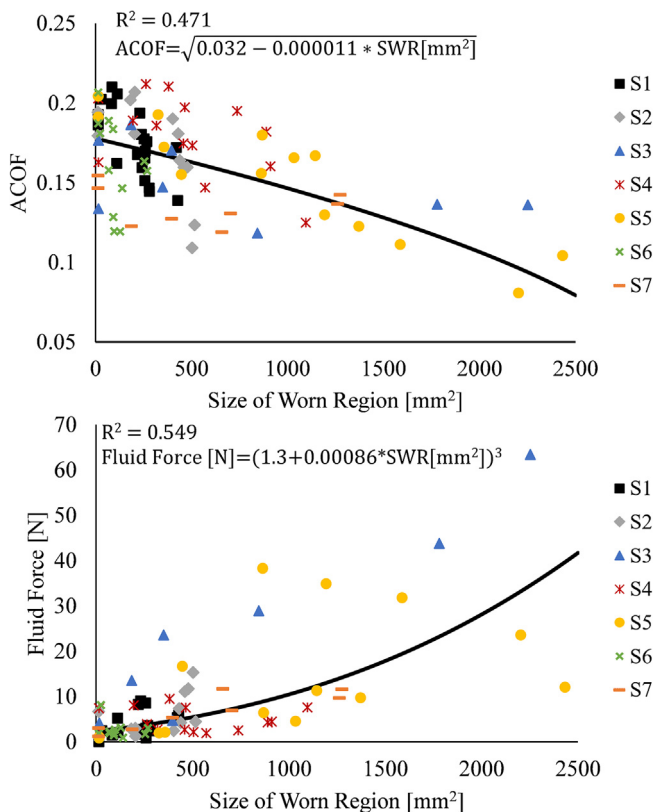 R² = 0.471
ACOF=√0.032 − 0.000011 * SWR[mm²]
0.25
0.2
0.15
0.1
0.05
ACOF
0 500 1000 1500 2000 2500
Size of Worn Region [mm²]
S1
S2
S3
S4
S5
S6
S7
R² = 0.549
Fluid Force [N]=(1.3+0.00086*SWR[mm²])³
70
60
50
40
30
20
10
0
Fluid Force [N]
0 500 1000 1500 2000 2500
Size of Worn Region [mm²]
S1
S2
S3
S4
S5
S6
S7